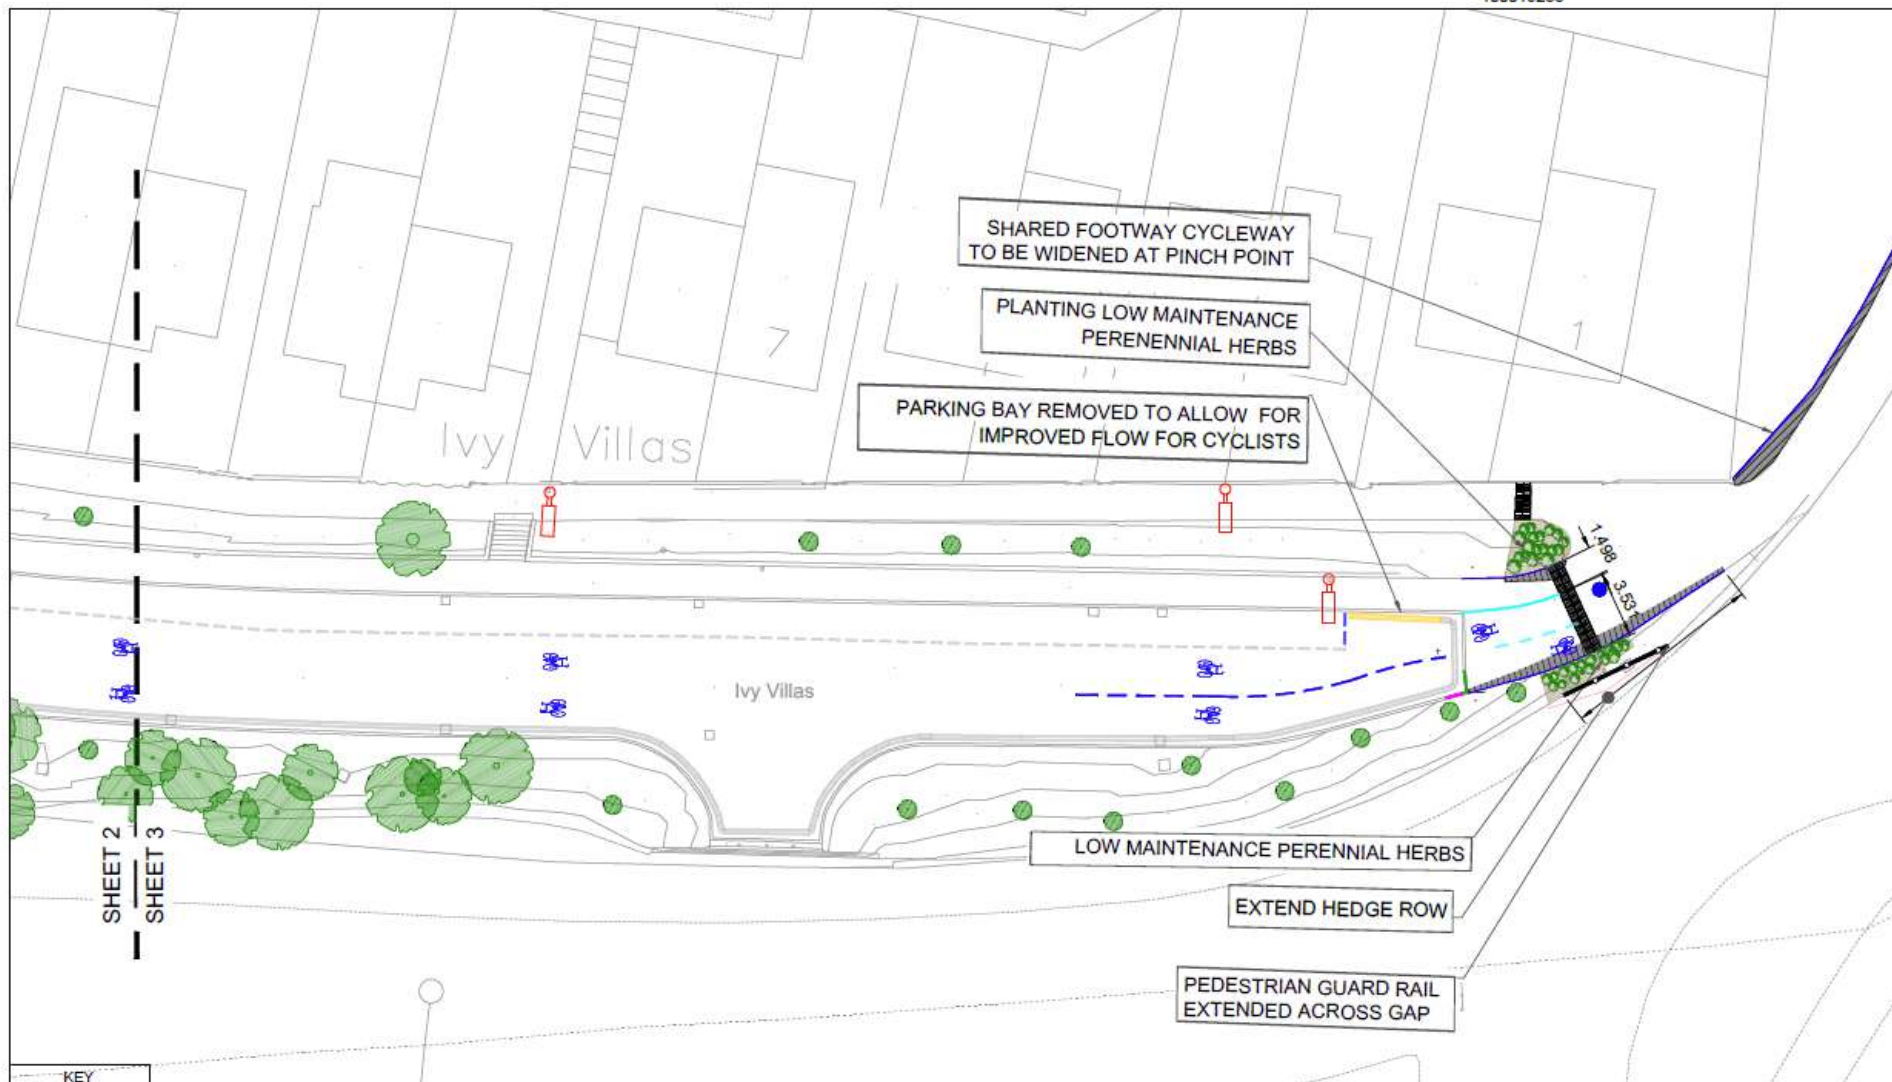 SHARED FOOTWAY CYCLEWAY
TO BE WIDENED AT PINCH POINT
PLANTING LOW MAINTENANCE
PERENENNIAL HERBS
7
1
PARKING BAY REMOVED TO ALLOW FOR
IMPROVED FLOW FOR CYCLISTS
Ivy Villas
1.498
3.531
Ivy Villas
SHEET 2
SHEET 3
LOW MAINTENANCE PERENNIAL HERBS
EXTEND HEDGE ROW
PEDESTRIAN GUARD RAIL
EXTENDED ACROSS GAP
KEY